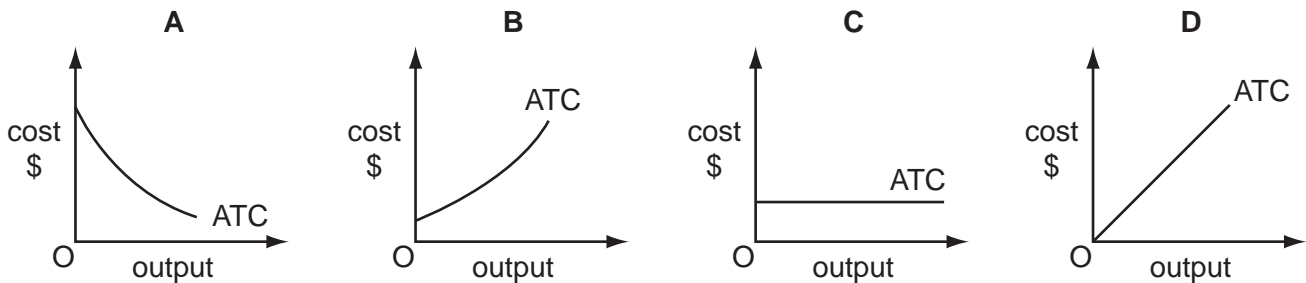 A
cost
$
ATC
O
output
B
cost
$
ATC
O
output
C
cost
$
ATC
O
output
D
cost
$
ATC
O
output